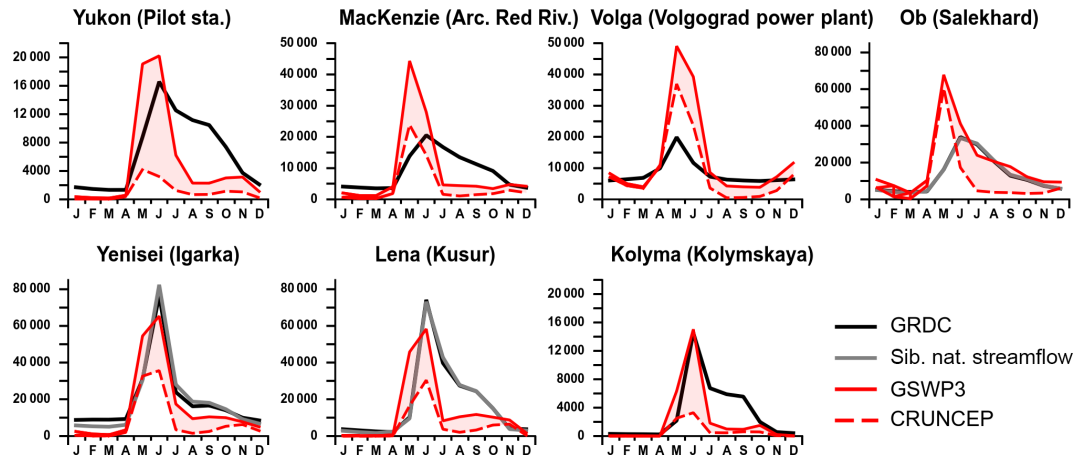 Yukon (Pilot sta.)
MacKenzie (Arc. Red Riv.)
Volga (Volgograd power plant)
Ob (Salekhard)
20 000
16 000
12 000
8000
4000
0
J F M A M J J A S O N D
50 000
40 000
30 000
20 000
10 000
0
J F M A M J J A S O N D
50 000
40 000
30 000
20 000
10 000
0
J F M A M J J A S O N D
80 000
60 000
40 000
20 000
0
J F M A M J J A S O N D
Yenisei (Igarka)
Lena (Kusur)
Kolyma (Kolymskaya)
80 000
60 000
40 000
20 000
0
J F M A M J J A S O N D
80 000
60 000
40 000
20 000
0
J F M A M J J A S O N D
20 000
16 000
12 000
8000
4000
0
J F M A M J J A S O N D
GRDC
Sib. nat. streamflow
GSWP3
CRUNCEP